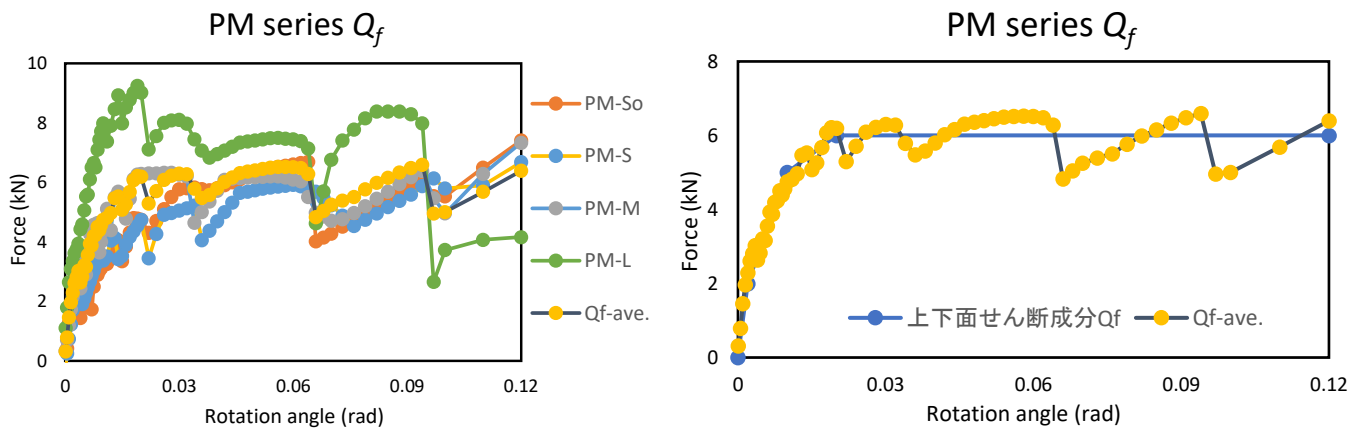 PM series Qf
10
8
6
4
2
0
Force (kN)
0
0.03
0.06
0.09
0.12
Rotation angle (rad)
PM-So
PM-S
PM-M
PM-L
Qf-ave.
PM series Qf
8
6
4
2
0
Force (kN)
上下面せん断成分Qf
Qf-ave.
0
0.03
0.06
0.09
0.12
Rotation angle (rad)